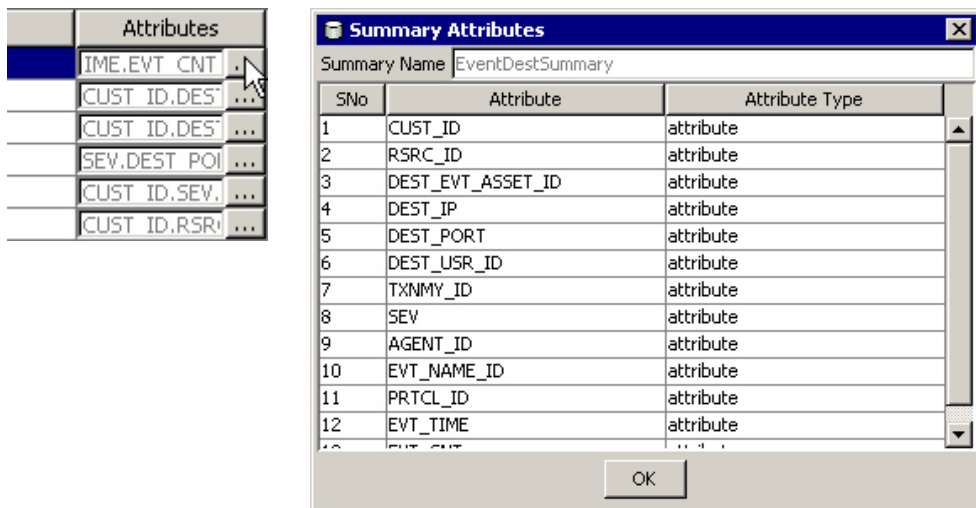 Attributes
IME.EVT_CNT ...
CUST_ID.DEST ...
CUST_ID.DEST ...
SEV.DEST_POI ...
CUST_ID.SEV. ...
CUST_ID.RSR ...
Summary Attributes
Summary Name EventDestSummary
SNo Attribute Attribute Type
1 CUST_ID attribute
2 RSRC_ID attribute
3 DEST_EVT_ASSET_ID attribute
4 DEST_IP attribute
5 DEST_PORT attribute
6 DEST_USR_ID attribute
7 TXNMY_ID attribute
8 SEV attribute
9 AGENT_ID attribute
10 EVT_NAME_ID attribute
11 PRTCL_ID attribute
12 EVT_TIME attribute
OK